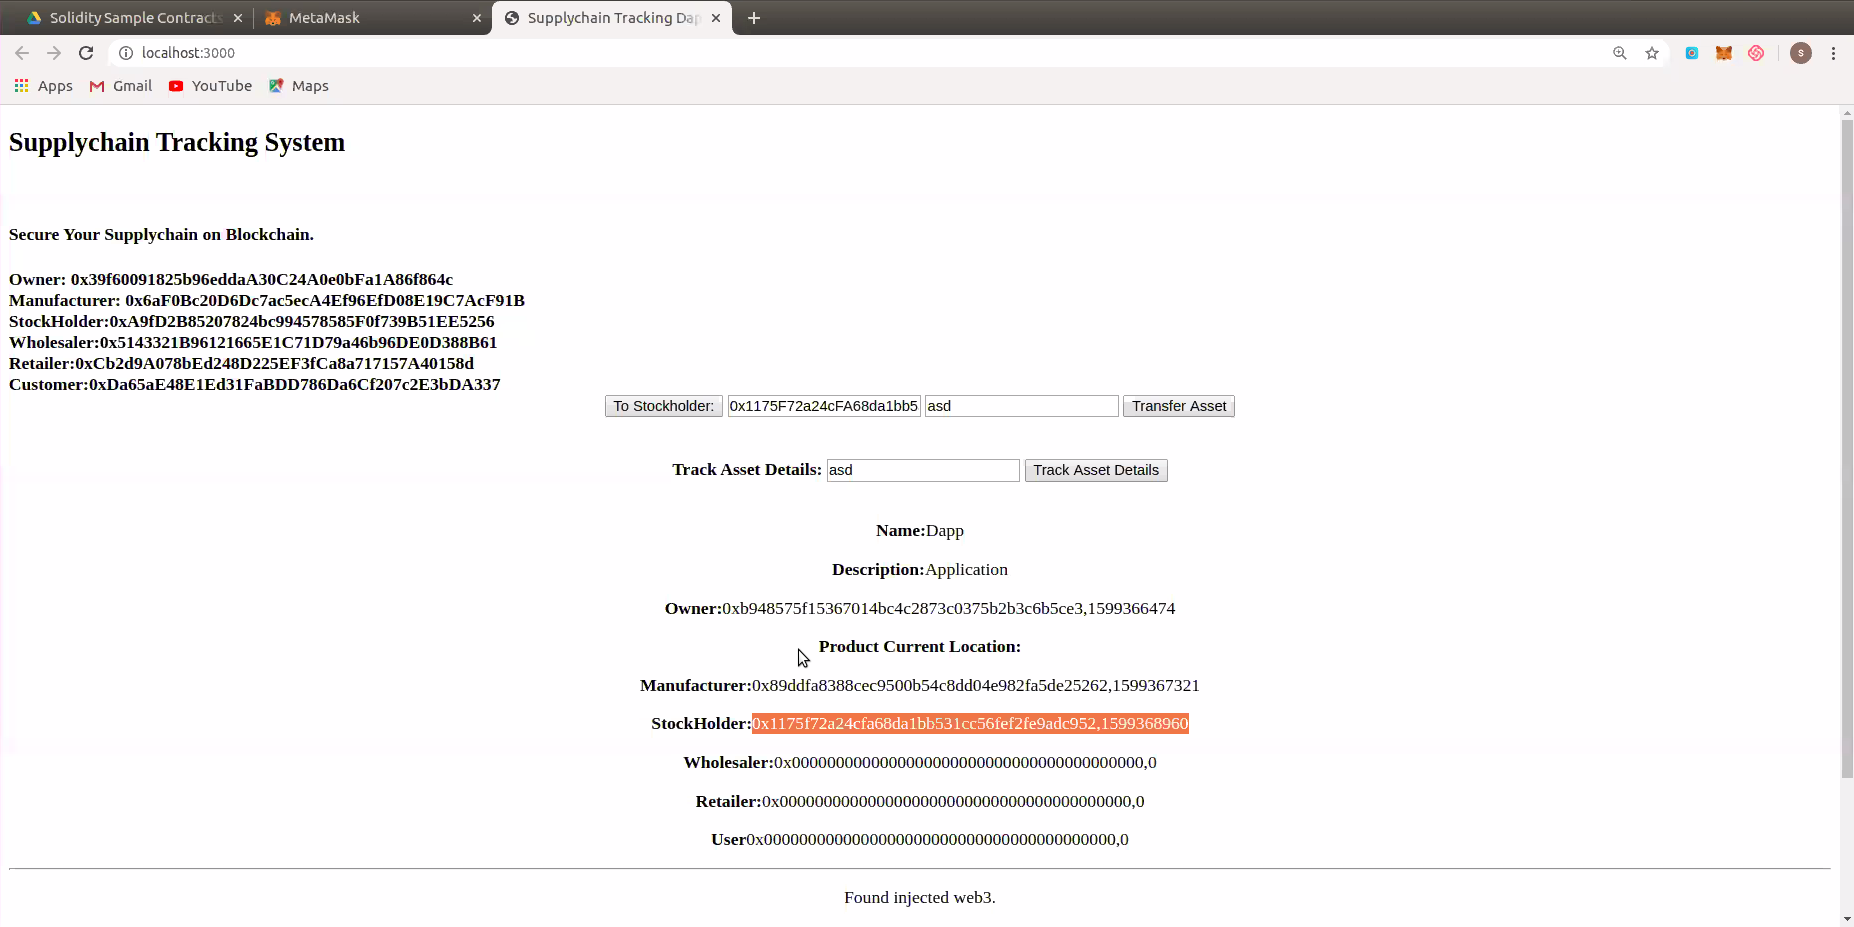 Solidity Sample Contracts
MetaMask
Supplychain Tracking Dap
localhost:3000
S
Apps
Gmail
YouTube
Maps
Supplychain Tracking System
Secure Your Supplychain on Blockchain.
Owner: 0x39f60091825b96eddaA30C24A0e0bFa1A86f864c
Manufacturer: 0x6aF0Bc20D6Dc7ac5ecA4Ef96EfD08E19C7AcF91B
StockHolder:0xA9fD2B85207824bc994578585F0f739B51EE5256
Wholesaler:0x5143321B96121665E1C71D79a46b96DE0D388B61
Retailer:0xCb2d9A078bEd248D225EF3fCa8a717157A40158d
Customer:0xDa65aE48E1Ed31FaBDD786Da6Cf207c2E3bDA337
To Stockholder: 0x1175F72a24cFA68da1bb5 asd Transfer Asset
Track Asset Details: asd Track Asset Details
Name:Dapp
Description:Application
Owner:0xb948575f15367014bc4c2873c0375b2b3c6b5ce3,1599366474
Product Current Location:
Manufacturer:0x89ddfa8388cec9500b54c8dd04e982fa5de25262,1599367321
StockHolder:0x1175f72a24cfa68da1bb531cc56fef2fe9adc952,1599368960
Wholesaler:0x0000000000000000000000000000000000000000,0
Retailer:0x0000000000000000000000000000000000000000,0
User0x0000000000000000000000000000000000000000,0
Found injected web3.